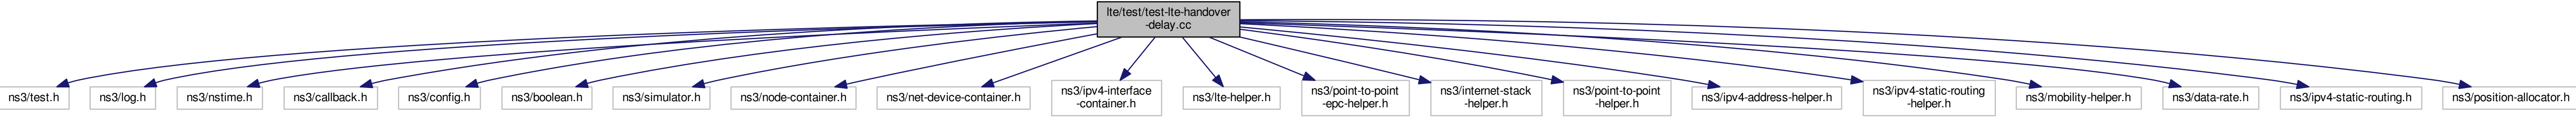 lte/test/test-lte-handover
-delay.cc
ns3/test.h
ns3/log.h
ns3/nstime.h
ns3/callback.h
ns3/config.h
ns3/boolean.h
ns3/simulator.h
ns3/node-container.h
ns3/net-device-container.h
ns3/ipv4-interface
-container.h
ns3/lte-helper.h
ns3/point-to-point
-epc-helper.h
ns3/internet-stack
-helper.h
ns3/point-to-point
-helper.h
ns3/ipv4-address-helper.h
ns3/ipv4-static-routing
-helper.h
ns3/mobility-helper.h
ns3/data-rate.h
ns3/ipv4-static-routing.h
ns3/position-allocator.h